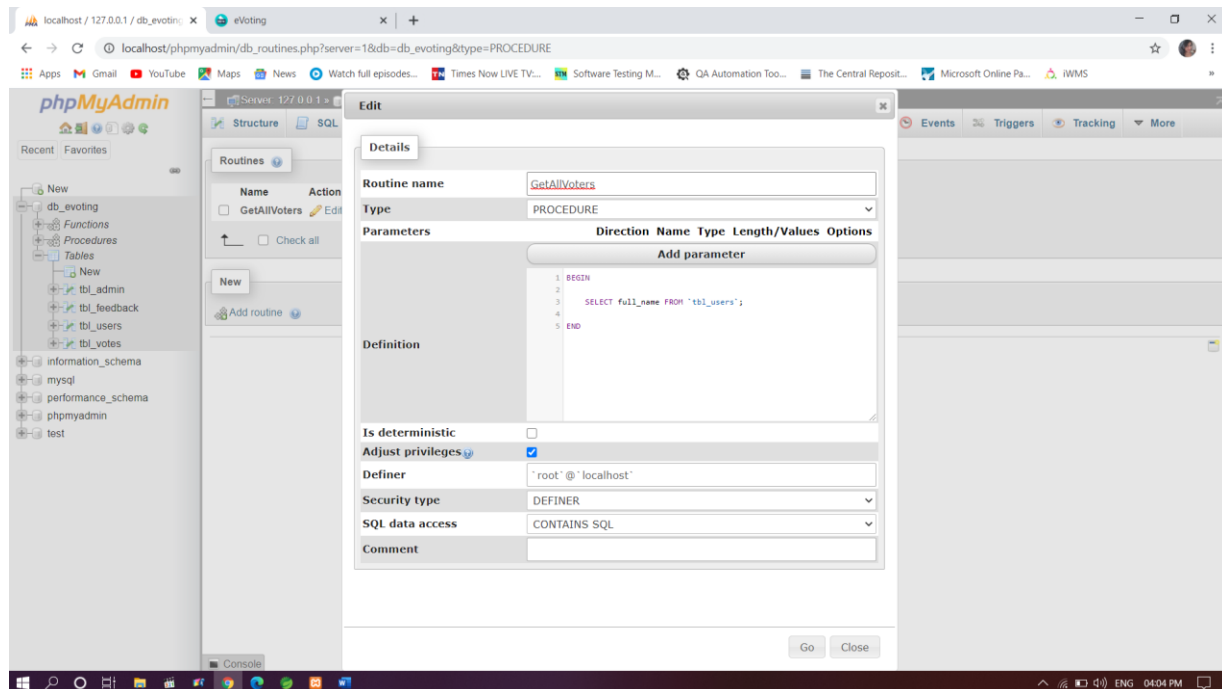 localhost / 127.0.0.1 / db_evoting
eVoting
localhost/phpmyadmin/db_routines.php?server=1&db=db_evoting&type=PROCEDURE
Apps Gmail YouTube Maps News Watch full episodes... Times Now LIVE TV:... Software Testing M... QA Automation Too... The Central Reposit... Microsoft Online Pa... iWMS
phpMyAdmin
Recent Favorites
New
db_evoting
Functions
Procedures
Tables
New
tbl_admin
tbl_feedback
tbl_users
tbl_votes
information_schema
mysql
performance_schema
phpmyadmin
test
Server: 127.0.0.1 »
Structure SQL
Events Triggers Tracking More
Routines
Name Action
GetAllVoters Edit
Check all
New
Add routine
Console
Edit
Details
Routine name GetAllVoters
Type PROCEDURE
Parameters Direction Name Type Length/Values Options
Add parameter
Definition
1 BEGIN
2
3 SELECT full_name FROM `tbl_users`;
4
5 END
Is deterministic
Adjust privileges
Definer `root`@`localhost`
Security type DEFINER
SQL data access CONTAINS SQL
Comment
Go Close
ENG 04:04 PM